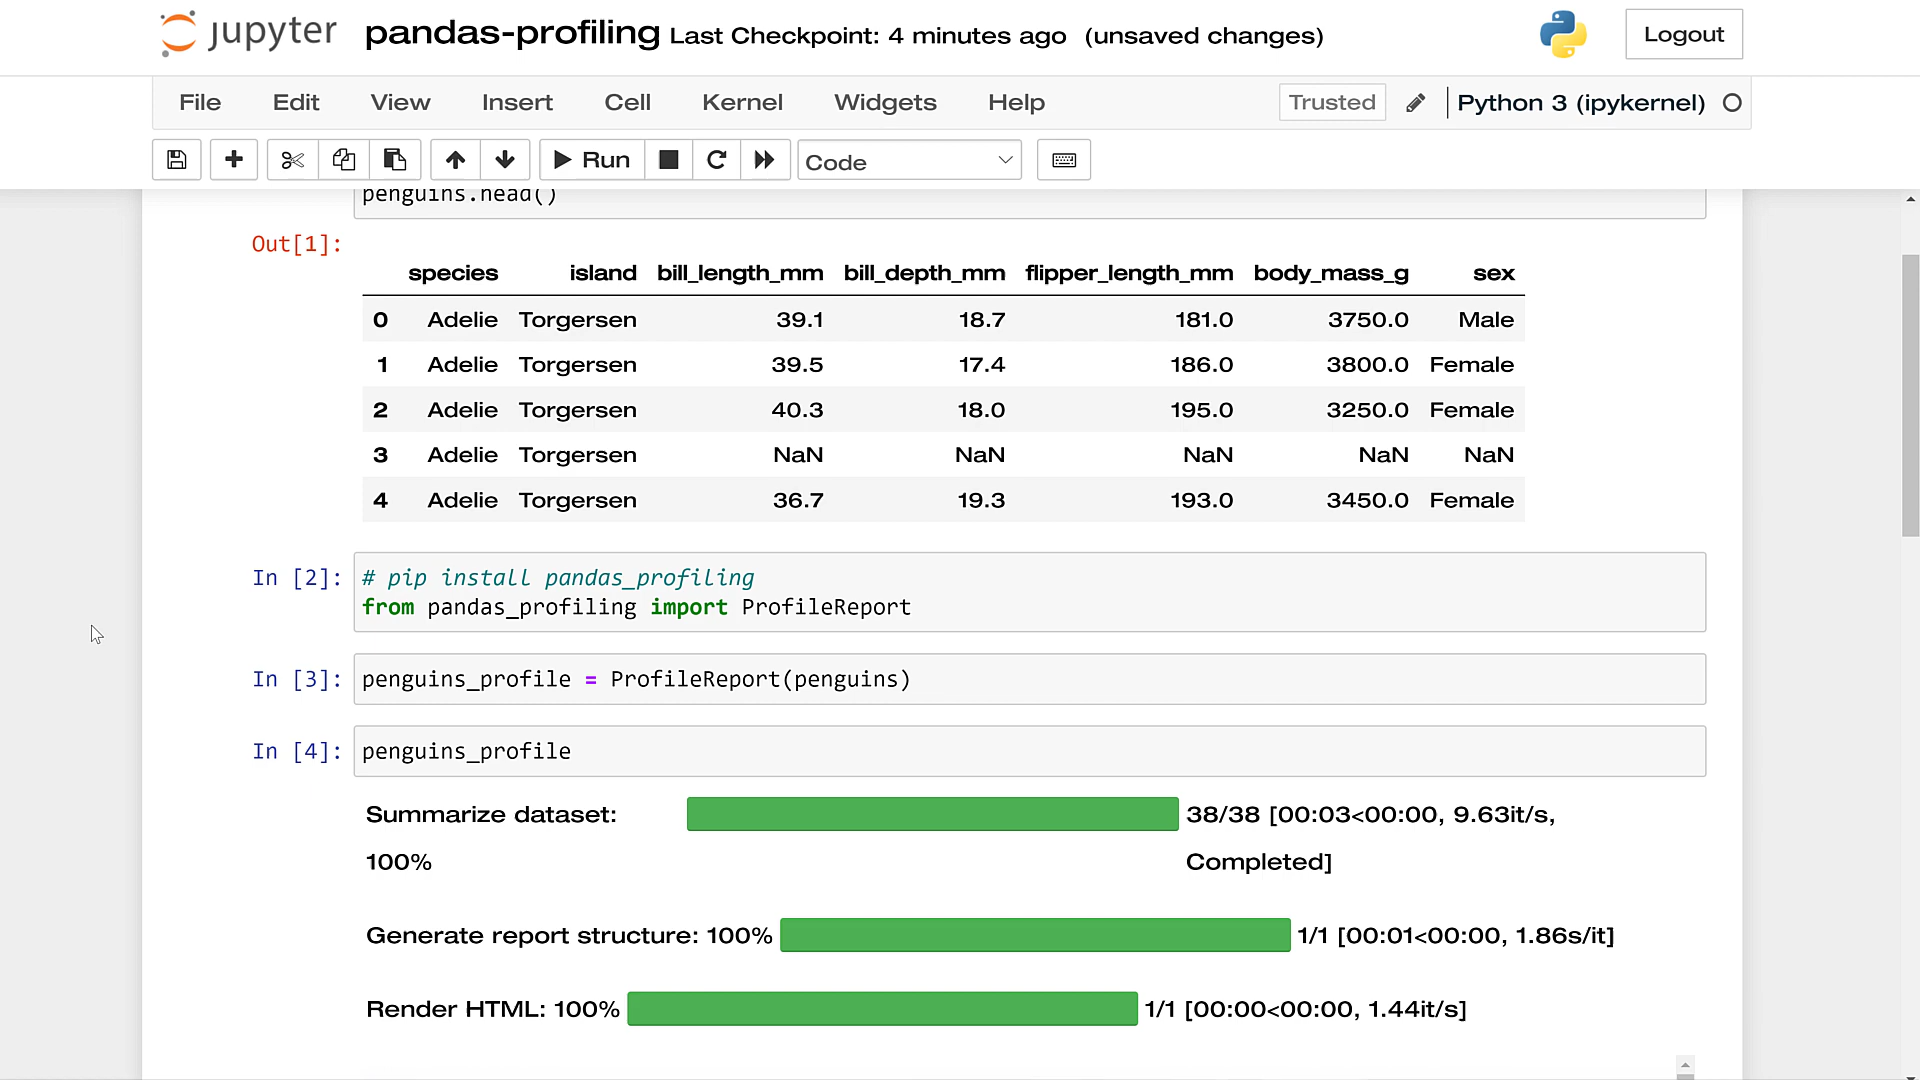 jupyter pandas-profiling Last Checkpoint: 4 minutes ago (unsaved changes) Logout
File Edit View Insert Cell Kernel Widgets Help Trusted Python 3 (ipykernel)
Run Code
penguins.head()
Out[1]:
species island bill_length_mm bill_depth_mm flipper_length_mm body_mass_g sex
0 Adelie Torgersen 39.1 18.7 181.0 3750.0 Male
1 Adelie Torgersen 39.5 17.4 186.0 3800.0 Female
2 Adelie Torgersen 40.3 18.0 195.0 3250.0 Female
3 Adelie Torgersen NaN NaN NaN NaN NaN
4 Adelie Torgersen 36.7 19.3 193.0 3450.0 Female
In [2]: # pip install pandas_profiling
from pandas_profiling import ProfileReport
In [3]: penguins_profile = ProfileReport(penguins)
In [4]: penguins_profile
Summarize dataset: 38/38 [00:03<00:00, 9.63it/s,
100% Completed]
Generate report structure: 100% 1/1 [00:01<00:00, 1.86s/it]
Render HTML: 100% 1/1 [00:00<00:00, 1.44it/s]